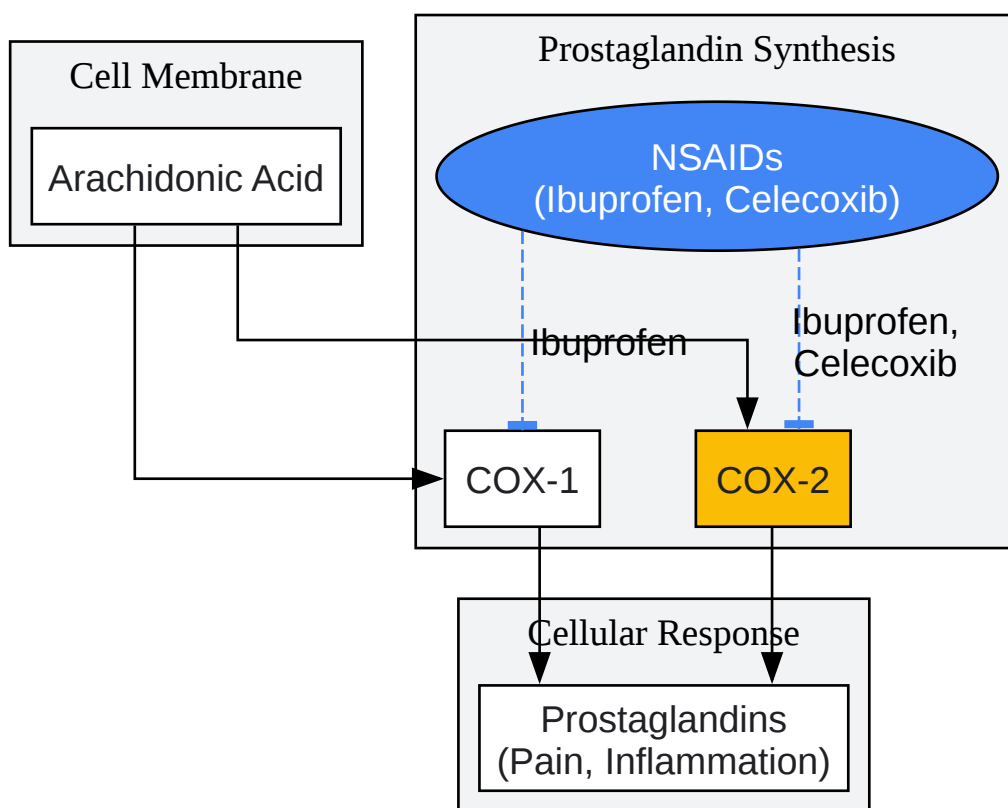 Prostaglandin Synthesis
Cell Membrane
NSAIDs
(Ibuprofen, Celecoxib)
Arachidonic Acid
Ibuprofen
Ibuprofen,
Celecoxib
COX-1
COX-2
Cellular Response
Prostaglandins
(Pain, Inflammation)